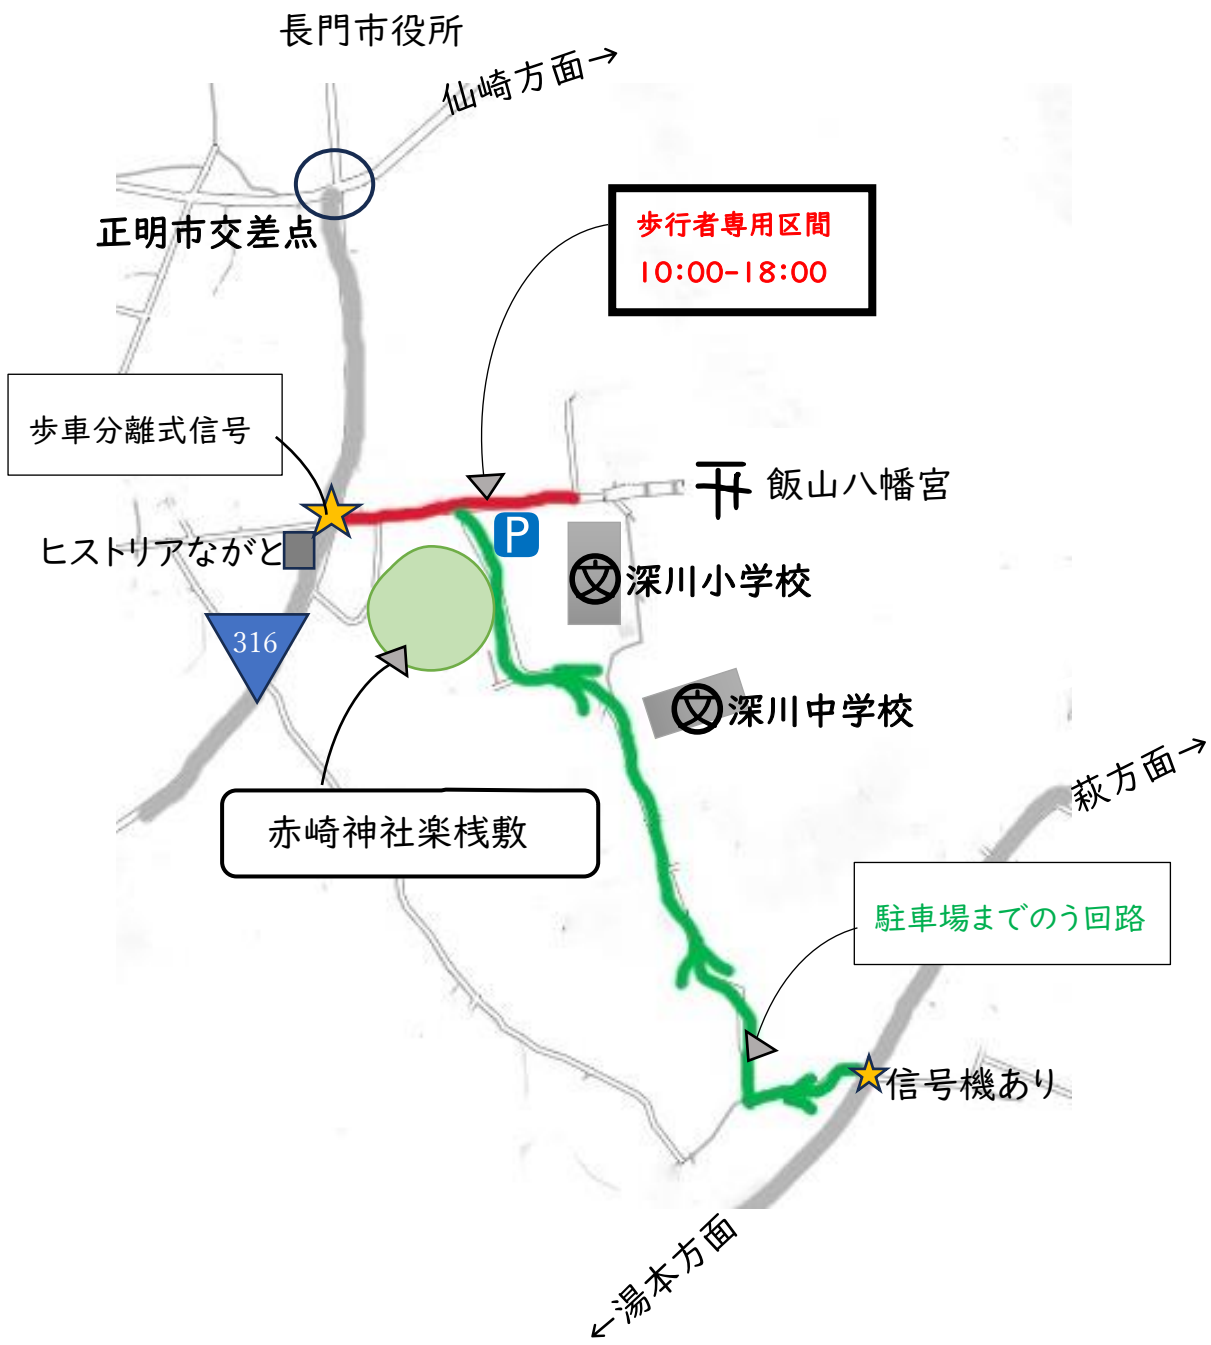 長門市役所
仙崎方面→
正明市交差点
歩行者専用区間
10:00-18:00
歩車分離式信号
飯山八幡宮
P
ヒストリアながと
文
深川小学校
316
文
深川中学校
萩方面→
赤崎神社楽桟敷
駐車場までのう回路
信号機あり
←湯本方面